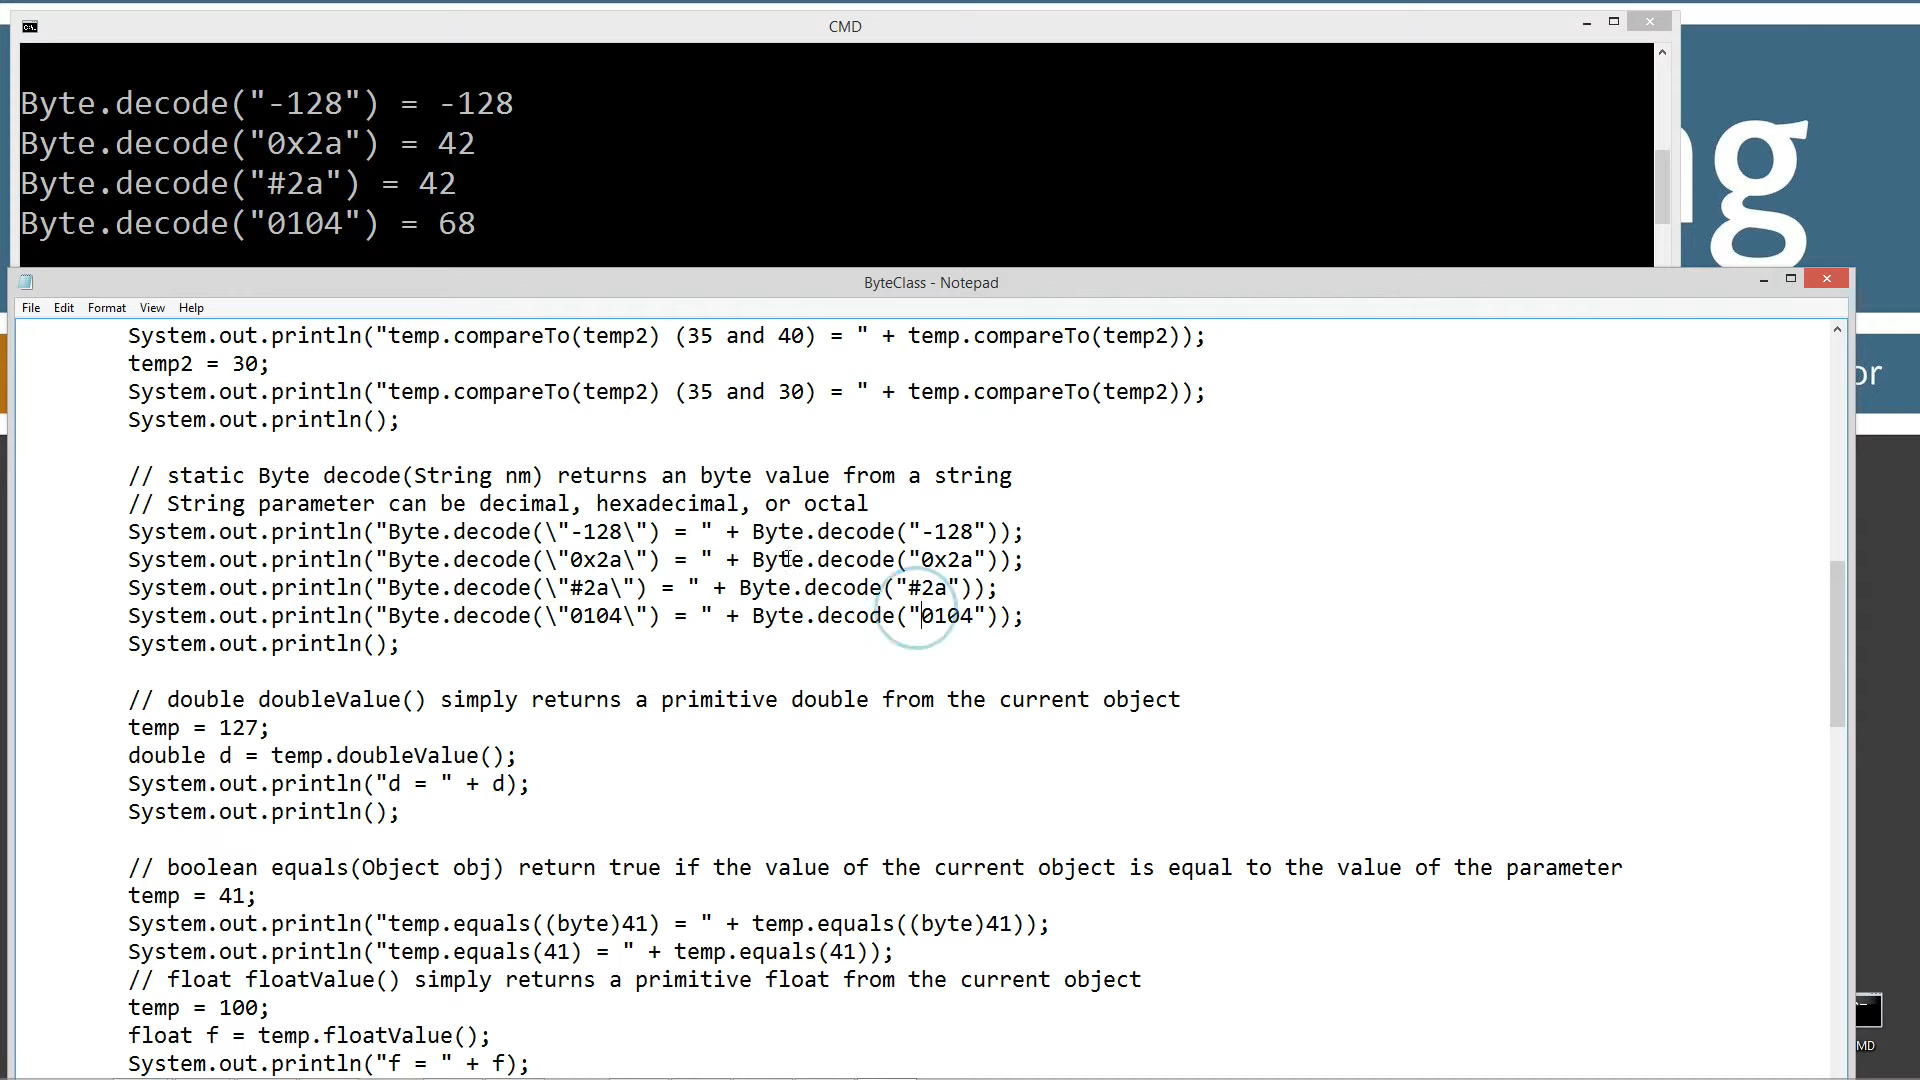 CMD
Byte.decode("-128") = -128
Byte.decode("0x2a") = 42
Byte.decode("#2a") = 42
Byte.decode("0104") = 68
g
or
ByteClass - Notepad
File Edit Format View Help
System.out.println("temp.compareTo(temp2) (35 and 40) = " + temp.compareTo(temp2));
temp2 = 30;
System.out.println("temp.compareTo(temp2) (35 and 30) = " + temp.compareTo(temp2));
System.out.println();
// static Byte decode(String nm) returns an byte value from a string
// String parameter can be decimal, hexadecimal, or octal
System.out.println("Byte.decode(\"-128\") = " + Byte.decode("-128"));
System.out.println("Byte.decode(\"0x2a\") = " + Byte.decode("0x2a"));
System.out.println("Byte.decode(\"#2a\") = " + Byte.decode("#2a"));
System.out.println("Byte.decode(\"0104\") = " + Byte.decode("0104"));
System.out.println();
// double doubleValue() simply returns a primitive double from the current object
temp = 127;
double d = temp.doubleValue();
System.out.println("d = " + d);
System.out.println();
// boolean equals(Object obj) return true if the value of the current object is equal to the value of the parameter
temp = 41;
System.out.println("temp.equals((byte)41) = " + temp.equals((byte)41));
System.out.println("temp.equals(41) = " + temp.equals(41));
// float floatValue() simply returns a primitive float from the current object
temp = 100;
float f = temp.floatValue();
System.out.println("f = " + f);
MD